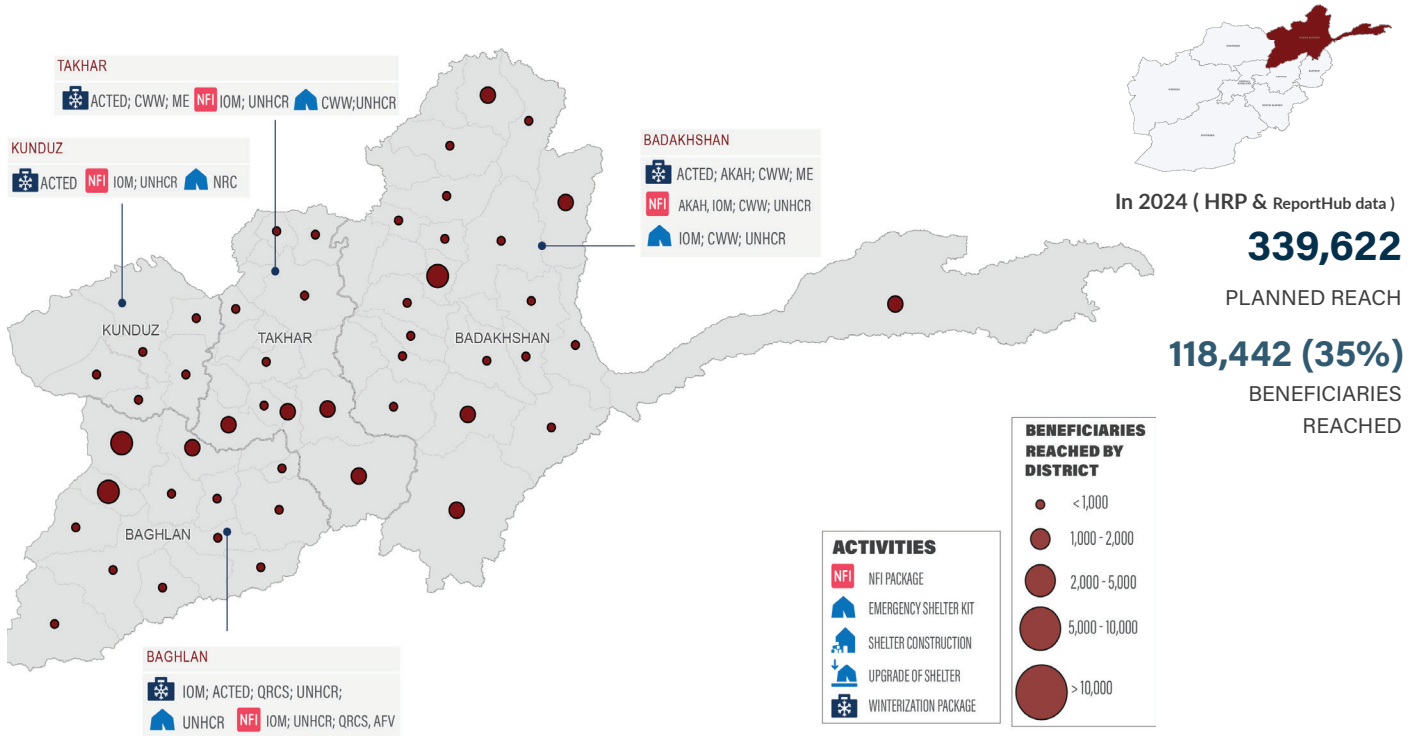 TAKHAR
ACTED; CWW; ME NFI IOM; UNHCR CWW;UNHCR
KUNDUZ
ACTED NFI IOM; UNHCR NRC
BADAKHSHAN
ACTED; AKAH; CWW; ME
NFI AKAH, IOM; CWW; UNHCR
IOM; CWW; UNHCR
KUNDUZ
TAKHAR
BADAKHSHAN
BAGHLAN
BAGHLAN
IOM; ACTED; QRCS; UNHCR;
UNHCR NFI IOM; UNHCR; QRCS, AFV
In 2024 ( HRP & ReportHub data )
339,622
PLANNED REACH
118,442 (35%)
BENEFICIARIES
REACHED
ACTIVITIES
NFI NFI PACKAGE
EMERGENCY SHELTER KIT
SHELTER CONSTRUCTION
UPGRADE OF SHELTER
WINTERIZATION PACKAGE
BENEFICIARIES
REACHED BY
DISTRICT
<1,000
1,000 - 2,000
2,000 - 5,000
5,000 - 10,000
>10,000